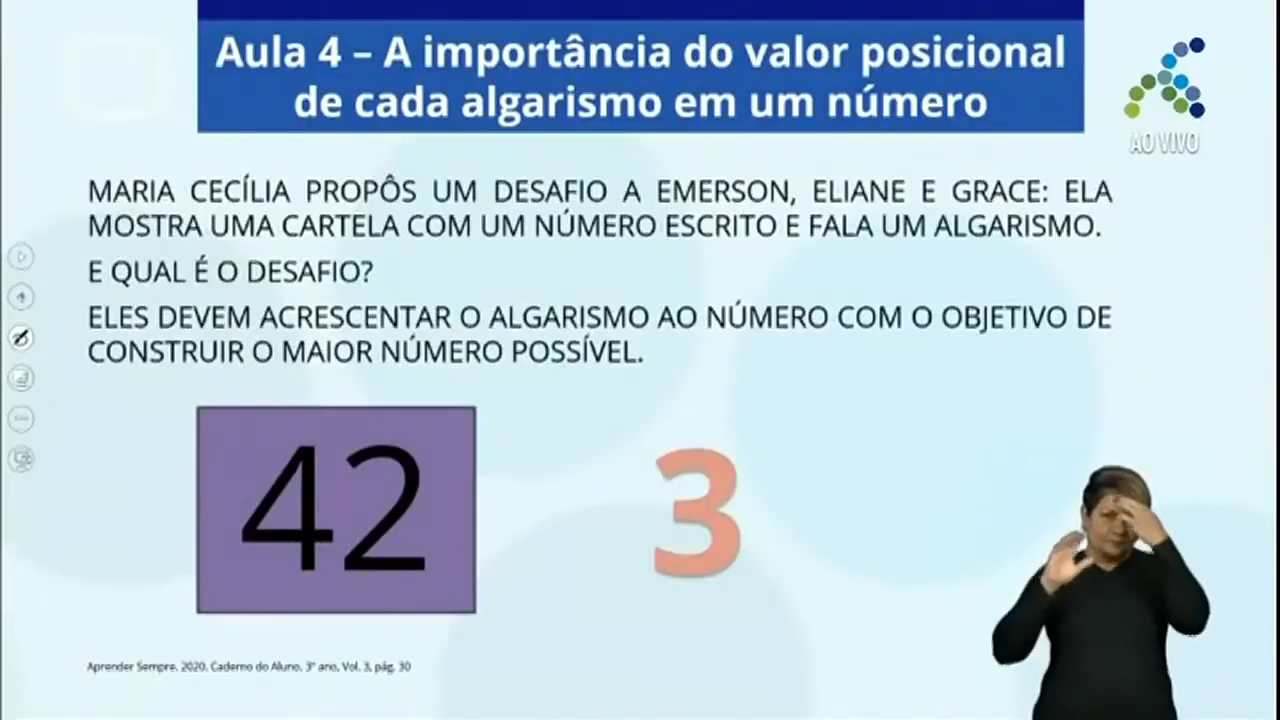 Aula 4 – A importância do valor posicional
de cada algarismo em um número
AO VIVO
MARIA CECÍLIA PROPÔS UM DESAFIO A EMERSON, ELIANE E GRACE: ELA
MOSTRA UMA CARTELA COM UM NÚMERO ESCRITO E FALA UM ALGARISMO.
E QUAL É O DESAFIO?
ELES DEVEM ACRESCENTAR O ALGARISMO AO NÚMERO COM O OBJETIVO DE
CONSTRUIR O MAIOR NÚMERO POSSÍVEL.
42
3
Aprender Sempre, 2020, Caderno do Aluno, 3º ano, Vol. 3, pág. 30